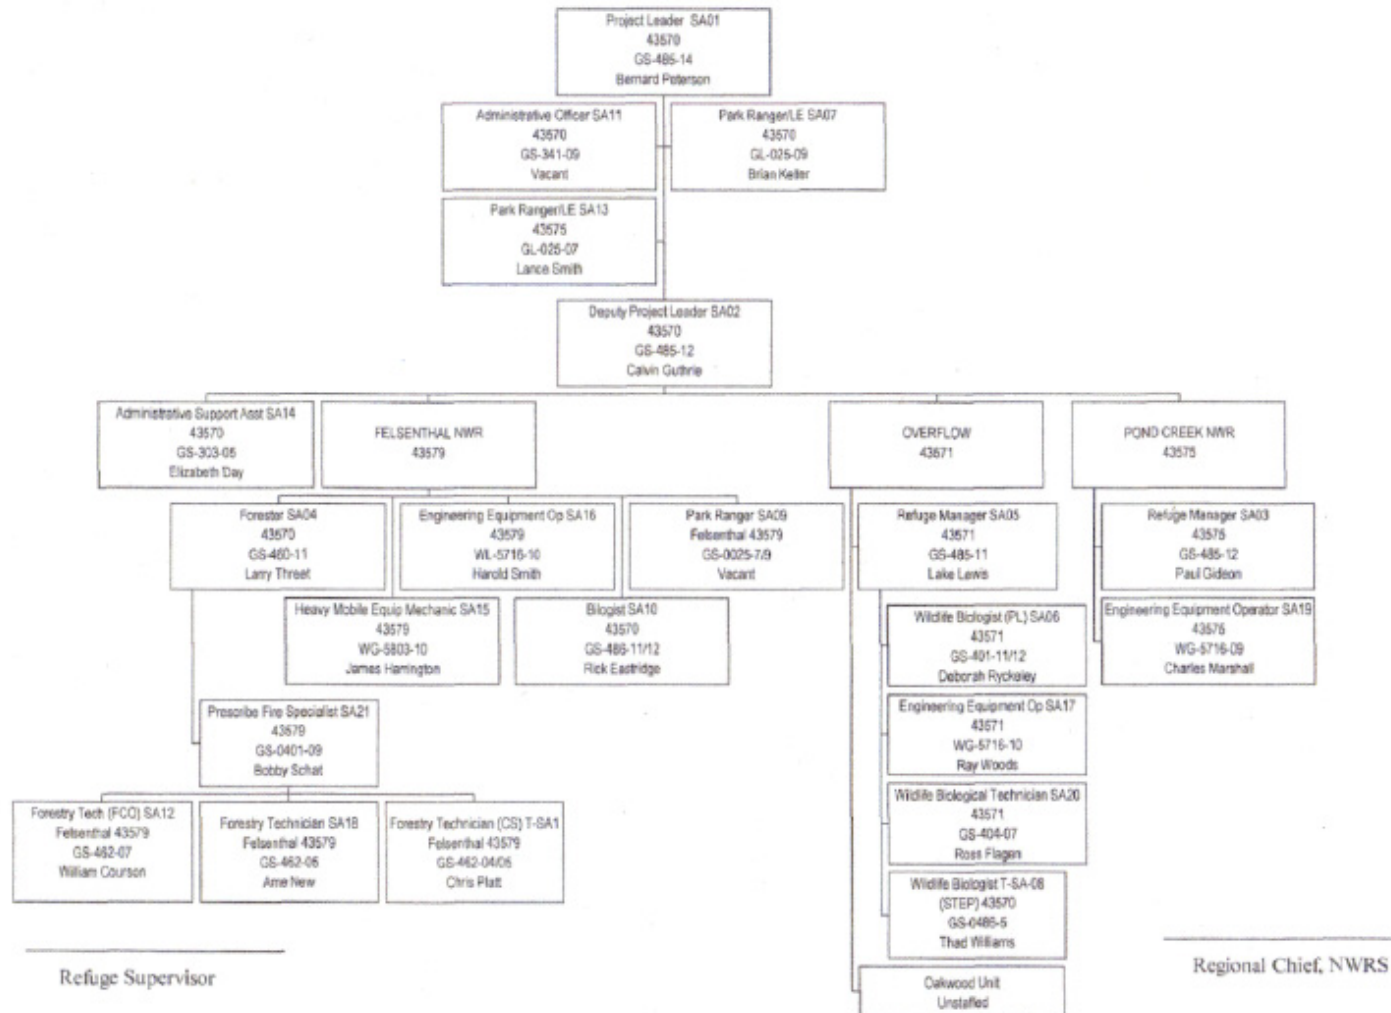 Project Leader SA01
43570
GS-485-14
Bernard Peterson
Administrative Officer SA11
43570
GS-341-09
Vacant
Park Ranger/LE SA07
43570
GL-025-09
Brian Keller
Park Ranger/LE SA13
43575
GL-025-07
Lance Smith
Deputy Project Leader SA02
43570
GS-485-12
Calvin Guthrie
Administrative Support Asst SA14
43570
GS-303-05
Elizabeth Day
FELSENTHAL NWR
43579
OVERFLOW
43571
POND CREEK NWR
43575
Forester SA04
43570
GS-460-11
Larry Threet
Engineering Equipment Op SA16
43579
WL-5716-10
Harold Smith
Park Ranger SA09
Felsenthal 43579
GS-0025-7/9
Vacant
Refuge Manager SA05
43571
GS-485-11
Lake Lewis
Refuge Manager SA03
43575
GS-485-12
Paul Gideon
Heavy Mobile Equip Mechanic SA15
43579
WG-5803-10
James Harrington
Bilogist SA10
43570
GS-486-11/12
Rick Eastridge
Wildlife Biologist (PL) SA06
43571
GS-401-11/12
Deborah Ryckeley
Engineering Equipment Operator SA19
43575
WG-5716-09
Charles Marshall
Prescribe Fire Specialist SA21
43579
GS-0401-09
Bobby Schat
Engineering Equipment Op SA17
43571
WG-5716-10
Ray Woods
Forestry Tech (FCO) SA12
Felsenthal 43579
GS-462-07
William Courson
Forestry Technician SA18
Felsenthal 43579
GS-462-06
Arne New
Forestry Technician (CS) T-SA1
Felsenthal 43579
GS-462-04/05
Chris Platt
Wildlife Biological Technician SA20
43571
GS-404-07
Ross Flagen
Wildlife Biologist T-SA-08
(STEP) 43570
GS-0486-5
Thad Williams
Oakwood Unit
Unstaffed
Refuge Supervisor
Regional Chief, NWRS